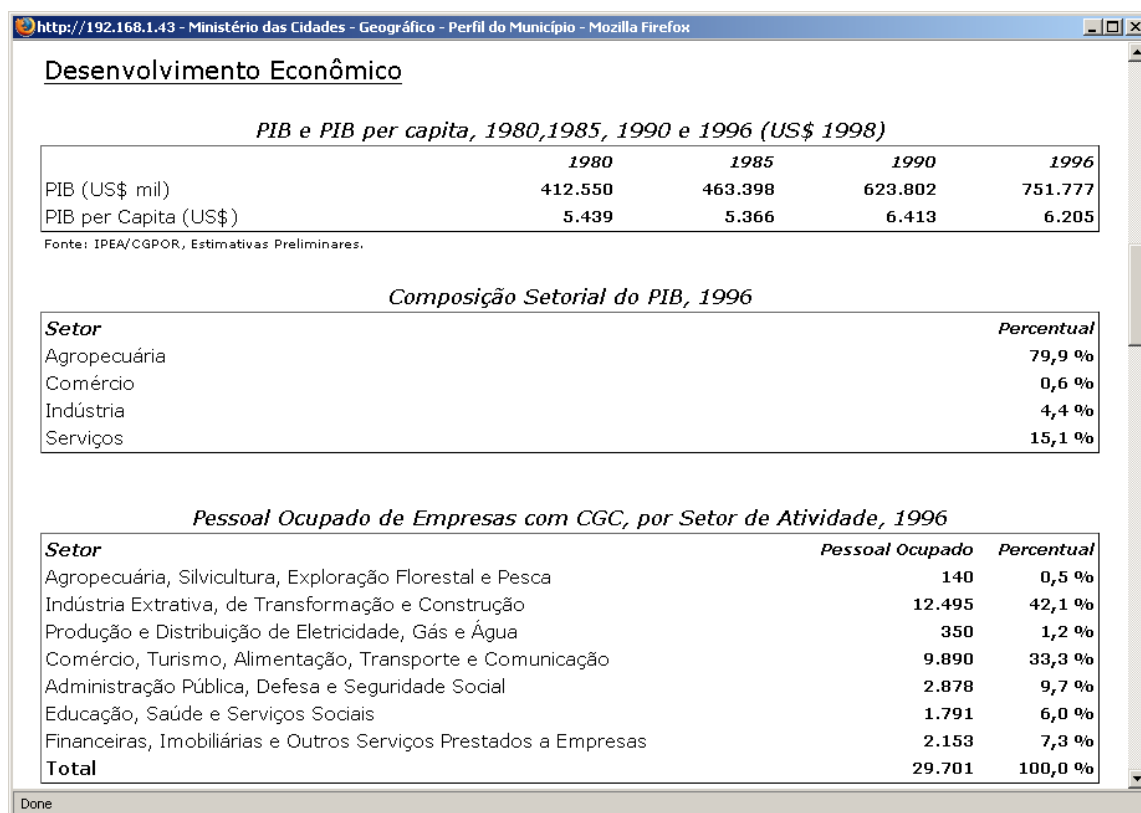 http://192.168.1.43 - Ministério das Cidades - Geográfico - Perfil do Município - Mozilla Firefox
Desenvolvimento Econômico
PIB e PIB per capita, 1980,1985, 1990 e 1996 (US$ 1998)
1980 1985 1990 1996
PIB (US$ mil) 412.550 463.398 623.802 751.777
PIB per Capita (US$) 5.439 5.366 6.413 6.205
Fonte: IPEA/CGPOR, Estimativas Preliminares.
Composição Setorial do PIB, 1996
Setor Percentual
Agropecuária 79,9 %
Comércio 0,6 %
Indústria 4,4 %
Serviços 15,1 %
Pessoal Ocupado de Empresas com CGC, por Setor de Atividade, 1996
Setor Pessoal Ocupado Percentual
Agropecuária, Silvicultura, Exploração Florestal e Pesca 140 0,5 %
Indústria Extrativa, de Transformação e Construção 12.495 42,1 %
Produção e Distribuição de Eletricidade, Gás e Água 350 1,2 %
Comércio, Turismo, Alimentação, Transporte e Comunicação 9.890 33,3 %
Administração Pública, Defesa e Seguridade Social 2.878 9,7 %
Educação, Saúde e Serviços Sociais 1.791 6,0 %
Financeiras, Imobiliárias e Outros Serviços Prestados a Empresas 2.153 7,3 %
Total 29.701 100,0 %
Done